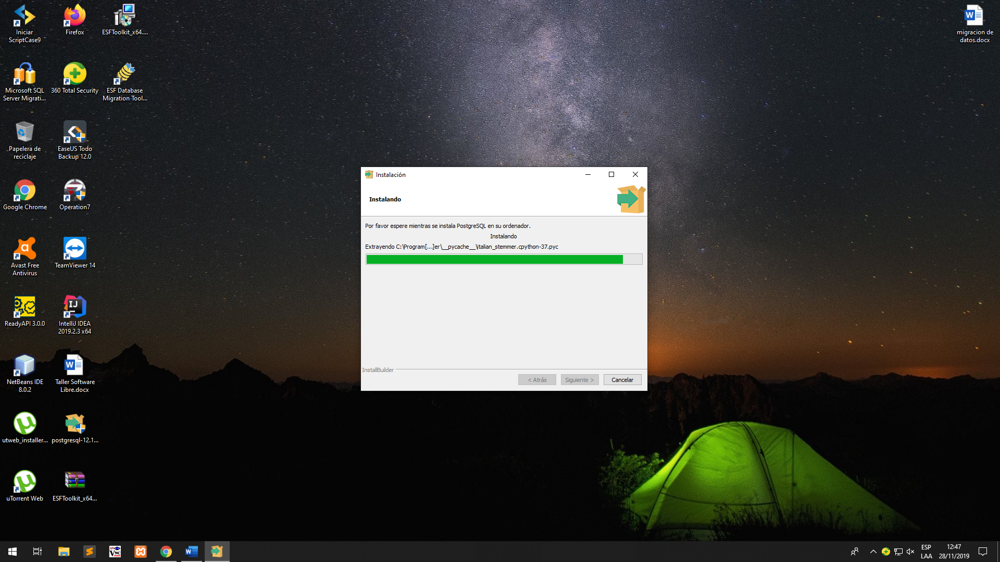 Iniciar
ScriptCase9
Firefox
ESFToolkit_x64....
migracion de
datos.docx
Microsoft SQL
Server Migrati...
360 Total Security
ESF Database
Migration Tool...
Papelera de
reciclaje
EaseUS Todo
Backup 12.0
Google Chrome
Operation7
Avast Free
Antivirus
TeamViewer 14
ReadyAPI 3.0.0
IJ
IntelliJ IDEA
2019.2.3 x64
NetBeans IDE
8.0.2
Taller Software
Libre.docx
utweb_installer...
postgresql-12.1...
uTorrent Web
ESFToolkit_x64...
Instalación
Instalando
Por favor espere mientras se instala PostgreSQL en su ordenador.
Instalando
Extrayendo C:\Program[...]er\__pycache__\italian_stemmer.cpython-37.pyc
InstallBuilder
< Atrás
Siguiente >
Cancelar
ESP
LAA
12:47
28/11/2019